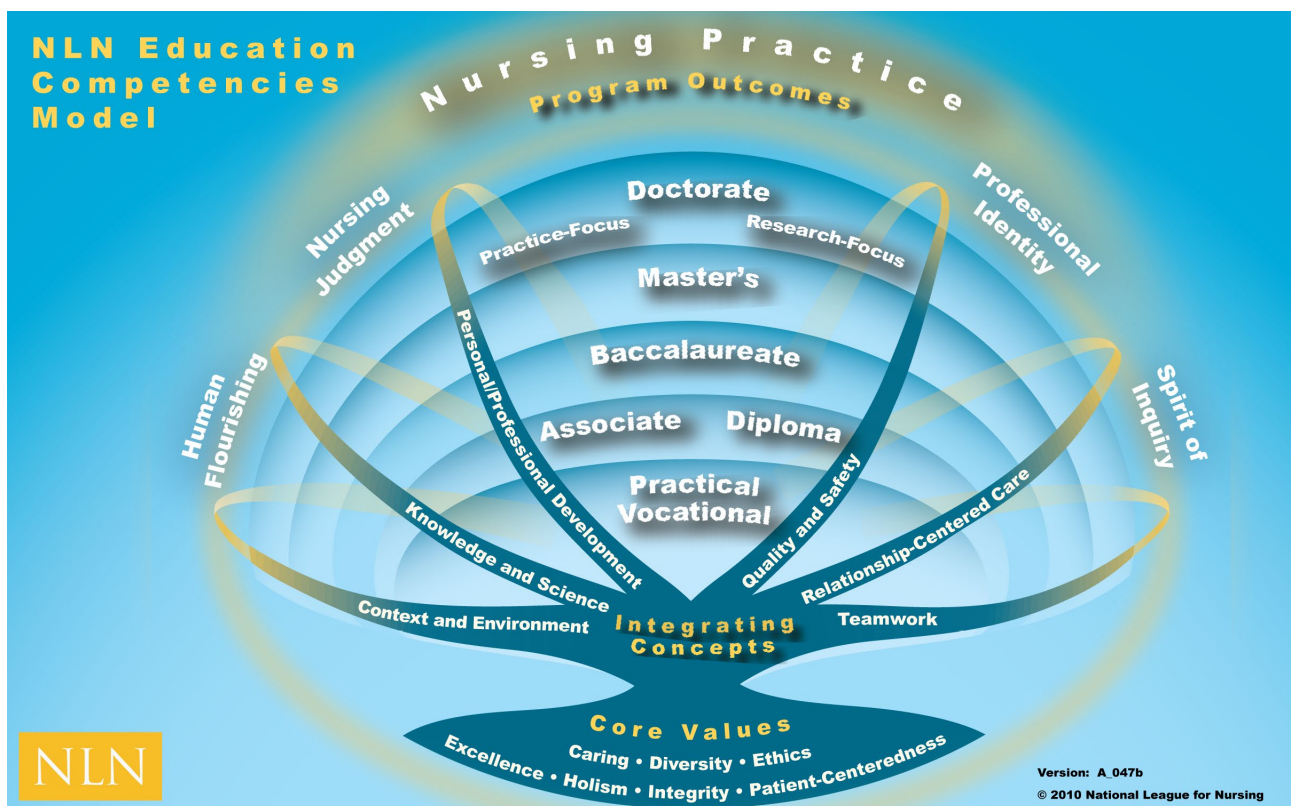 NLN Education
Competencies
Model
Nursing Practice
Program Outcomes
Nursing
Judgment
Professional
Identity
Human
Flourishing
Spirit of
Inquiry
Doctorate
Practice-Focus
Research-Focus
Master's
Baccalaureate
Associate
Diploma
Practical
Vocational
Personal/Professional Development
Quality and Safety
Knowledge and Science
Relationship-Centered Care
Context and Environment
Teamwork
Integrating
Concepts
Core Values
Caring • Diversity • Ethics
Excellence • Holism • Integrity • Patient-Centeredness
NLN
Version: A_047b
© 2010 National League for Nursing